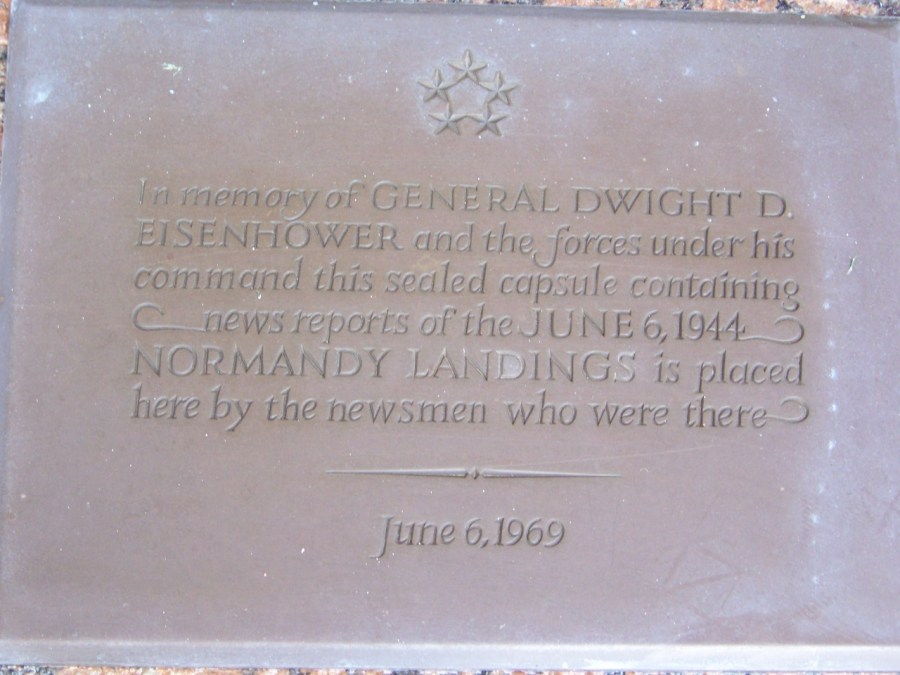 In memory of GENERAL DWIGHT D.
EISENHOWER and the forces under his
command this sealed capsule containing
news reports of the JUNE 6, 1944
NORMANDY LANDINGS is placed
here by the newsmen who were there
June 6, 1969